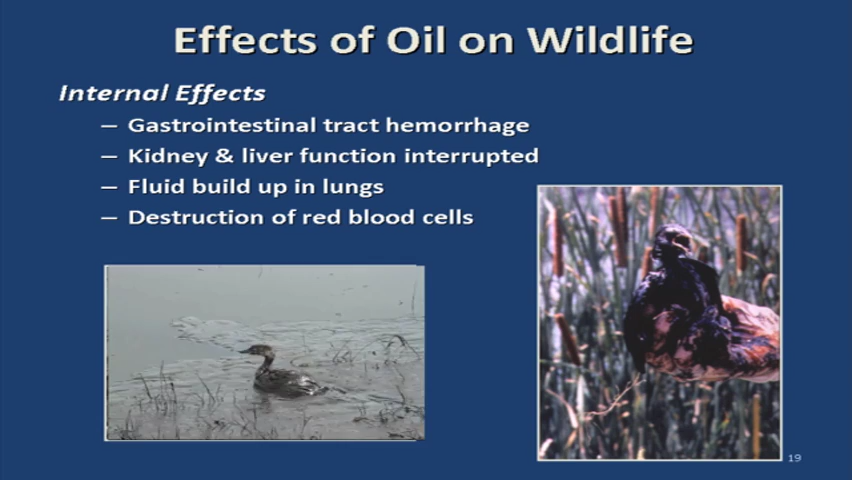 Effects of Oil on Wildlife
Internal Effects
– Gastrointestinal tract hemorrhage
– Kidney & liver function interrupted
– Fluid build up in lungs
– Destruction of red blood cells
19